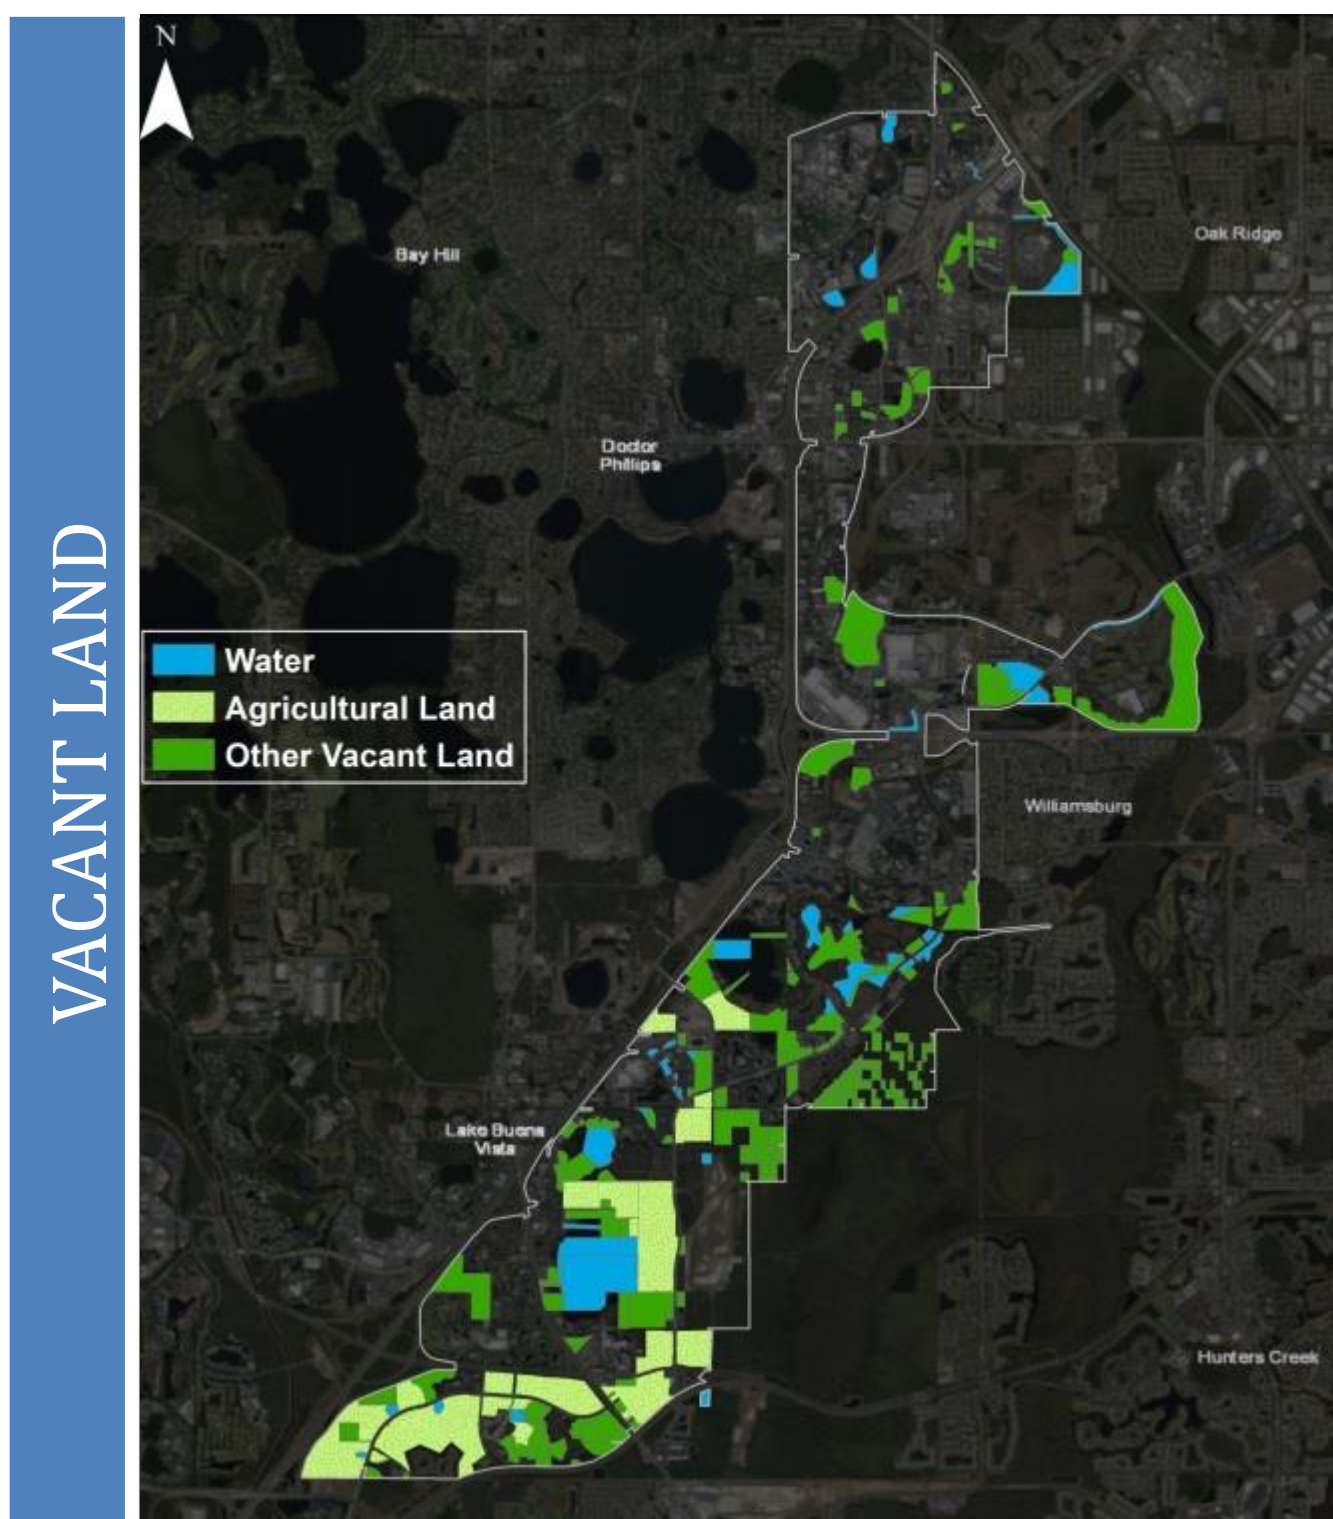 VACANT LAND
N
Bay Hill
Oak Ridge
Doctor
Phillips
Water
Agricultural Land
Other Vacant Land
Williamsburg
Lake Buena
Vista
Hunters Creek